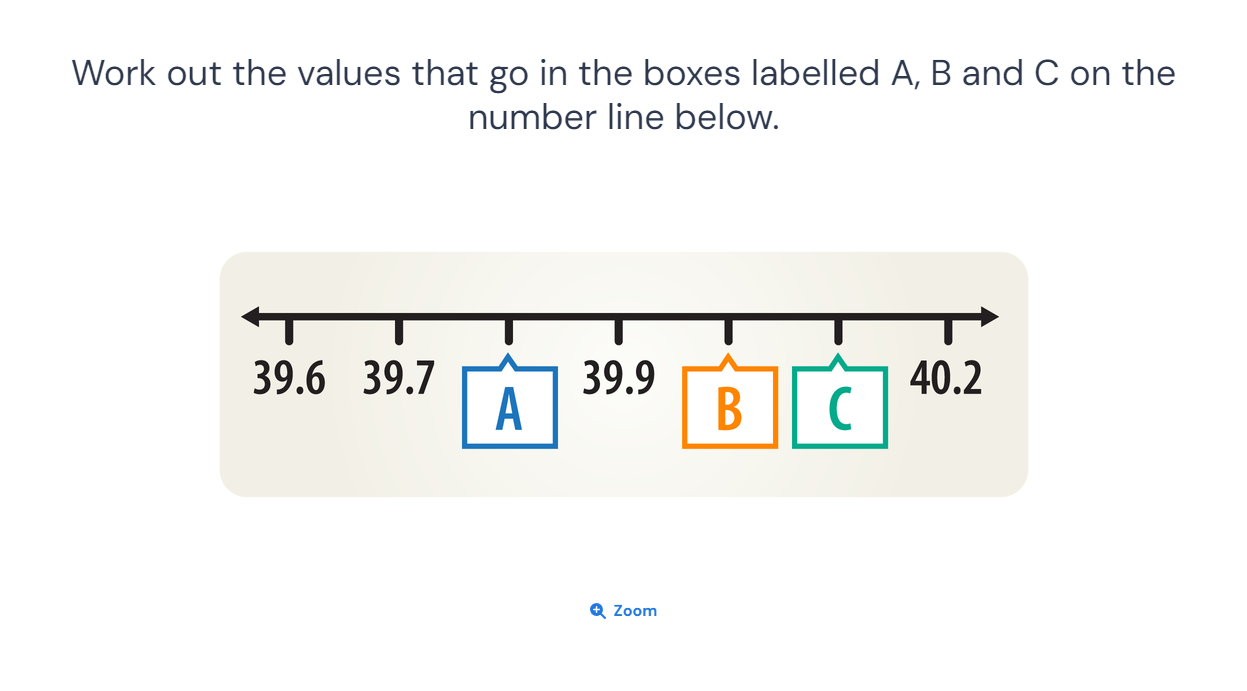 Work out the values that go in the boxes labelled A, B and C on the
number line below.
39.6 39.7 A 39.9 B C 40.2
Zoom